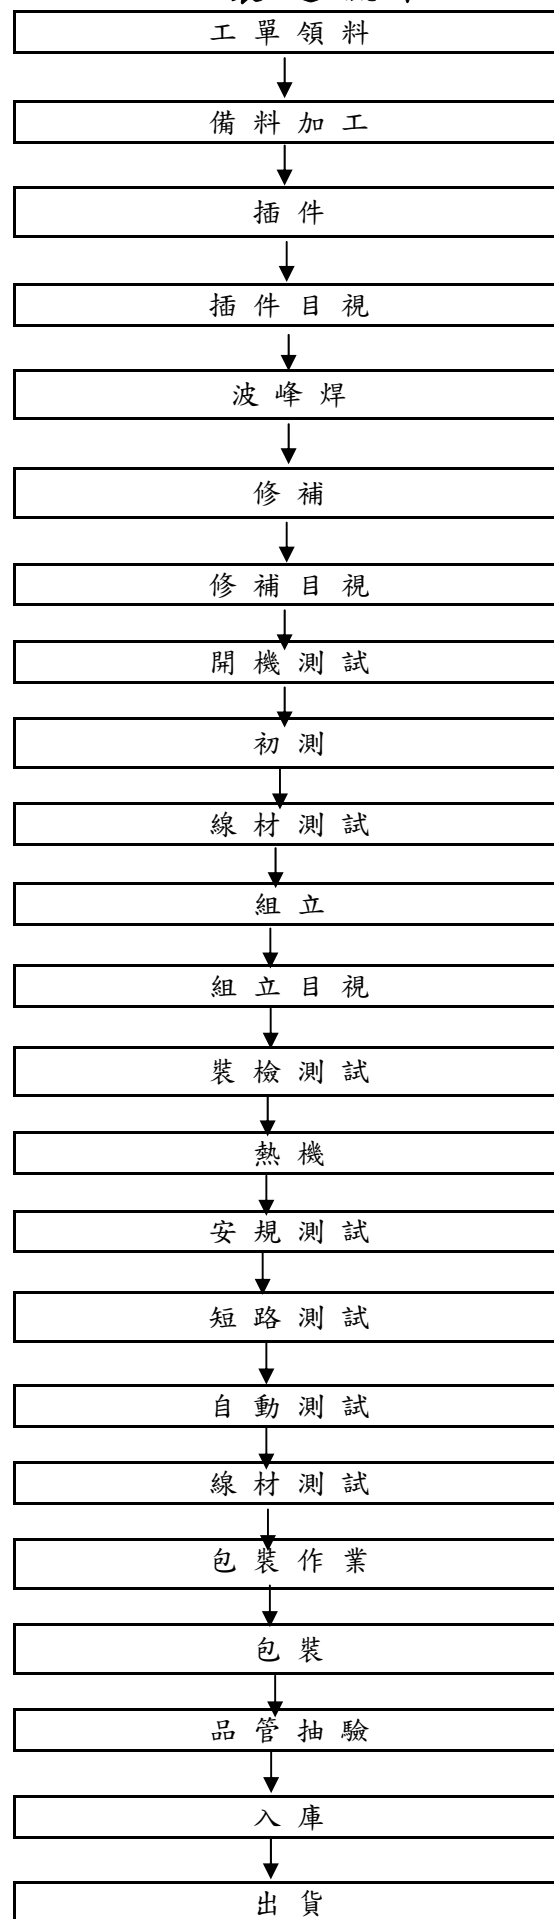 工單領料
備料加工
插件
插件目視
波峰焊
修補
修補目視
開機測試
初測
線材測試
組立
組立目視
裝檢測試
熱機
安規測試
短路測試
自動測試
線材測試
包裝作業
包裝
品管抽驗
入庫
出貨